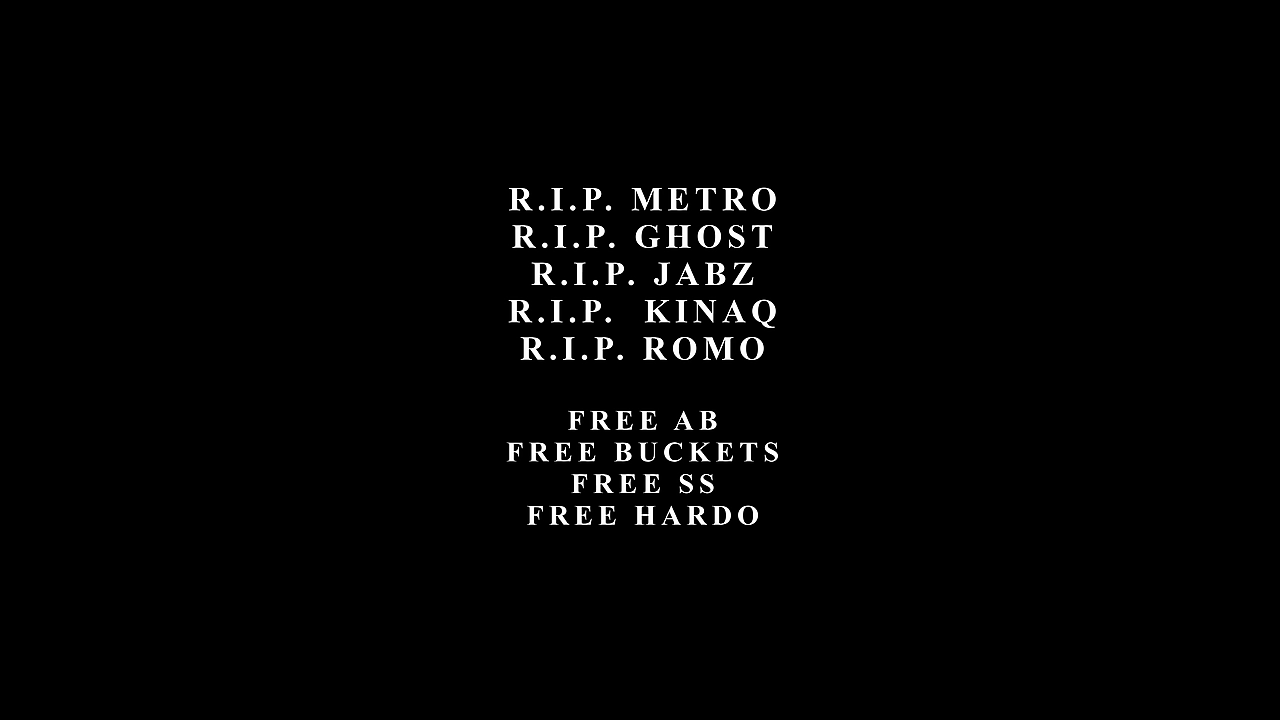 R.I.P. METRO
R.I.P. GHOST
R.I.P. JABZ
R.I.P.  KINAQ
R.I.P. ROMO
FREE AB
FREE BUCKETS
FREE SS
FREE HARDO